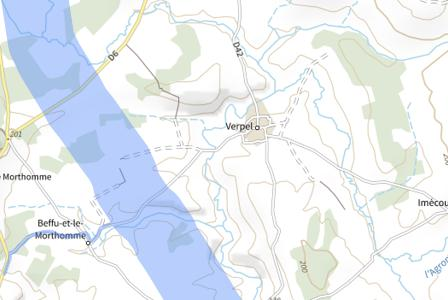 D6
D42
201
Verpel
Morthomme
Beffu-et-le-
Morthomme
Imécou
200
l'Agron